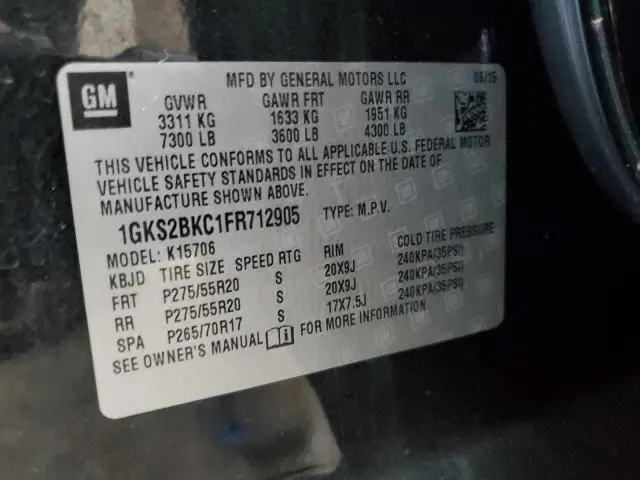 GM
MFD BY GENERAL MOTORS LLC 06/15
GVWR GAWR FRT GAWR RR
3311 KG 1633 KG 1951 KG
7300 LB 3600 LB 4300 LB
THIS VEHICLE CONFORMS TO ALL APPLICABLE U.S. FEDERAL MOTOR
VEHICLE SAFETY STANDARDS IN EFFECT ON THE DATE OF
MANUFACTURE SHOWN ABOVE.
1GKS2BKC1FR712905 TYPE: M.P.V.
MODEL: K15706
KBJD TIRE SIZE SPEED RTG RIM COLD TIRE PRESSURE
FRT P275/55R20 S 20X9J 240KPA(35PSI)
RR P275/55R20 S 20X9J 240KPA(35PSI)
SPA P265/70R17 S 17X7.5J 240KPA(35PSI)
SEE OWNER'S MANUAL FOR MORE INFORMATION.